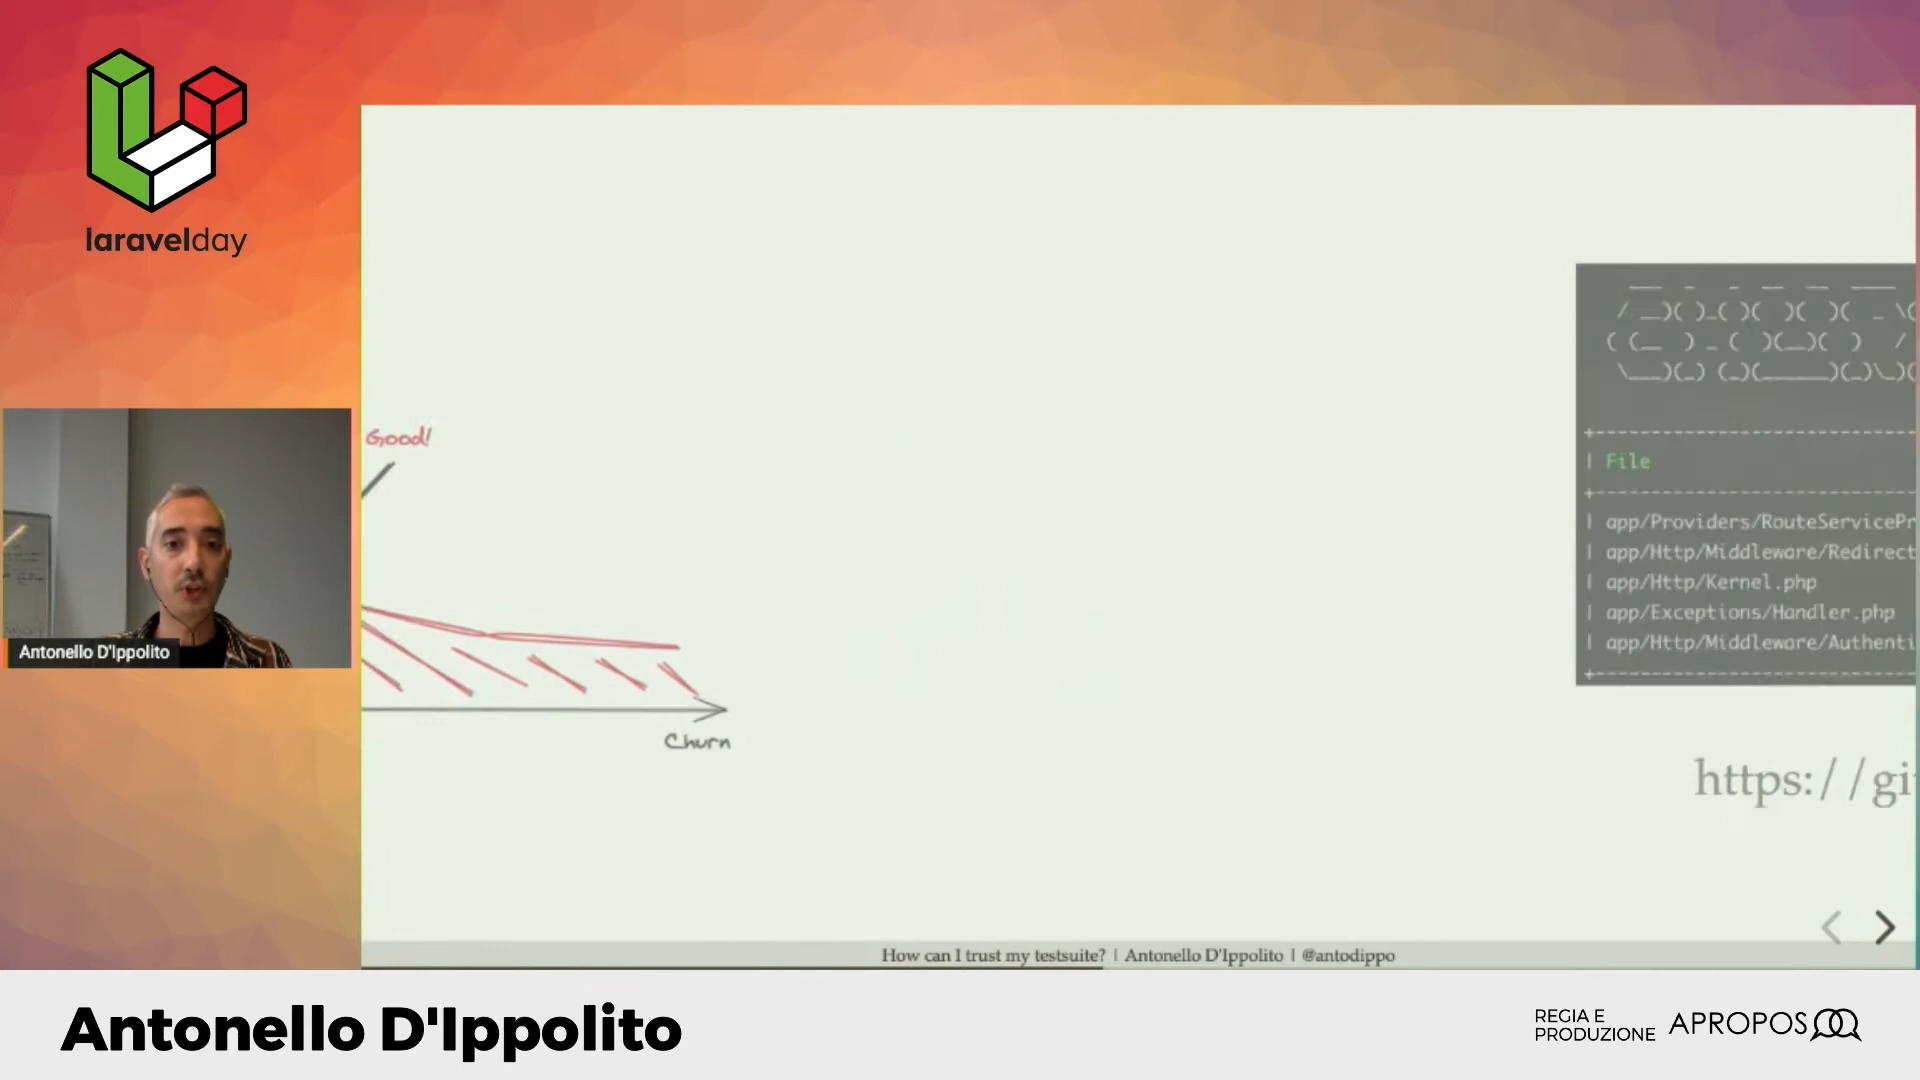 laravelday
Good!
Churn
File
app/Providers/RouteServicePr
app/Http/Middleware/Redirect
app/Http/Kernel.php
app/Exceptions/Handler.php
app/Http/Middleware/Authenti
https://gi
Antonello D'Ippolito
How can I trust my testsuite? | Antonello D'Ippolito | @antodippo
Antonello D'Ippolito
REGIA E
PRODUZIONE
APROPOS